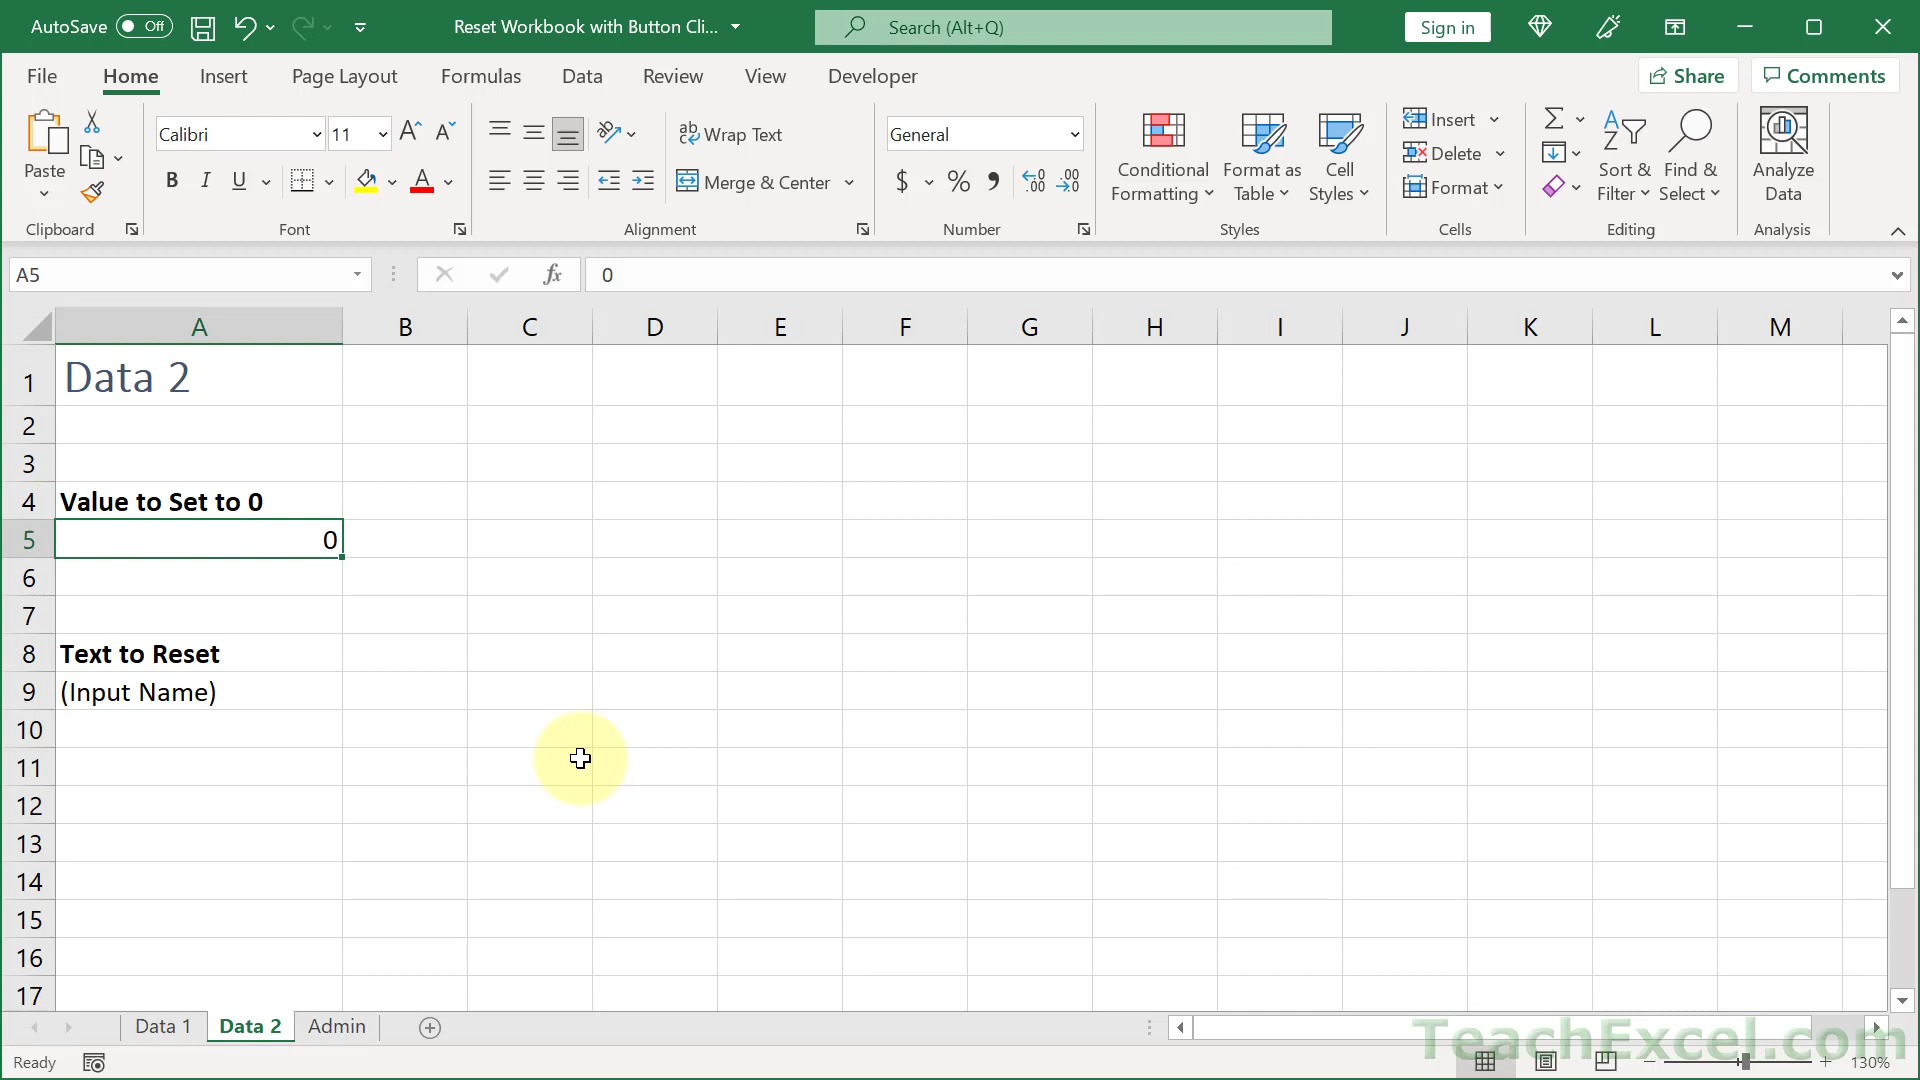 AutoSave Off Reset Workbook with Button Cli... Search (Alt+Q) Sign in
File Home Insert Page Layout Formulas Data Review View Developer Share Comments
Paste
Clipboard
Calibri 11
B I U
Font
Wrap Text
Merge & Center
Alignment
General
$ % 9
Number
Conditional Formatting
Format as Table
Cell Styles
Styles
Insert
Delete
Format
Cells
Sort & Filter
Find & Select
Editing
Analyze Data
Analysis
A5 fx 0
A B C D E F G H I J K L M
1 Data 2
2
3
4 Value to Set to 0
5 0
6
7
8 Text to Reset
9 (Input Name)
10
11
12
13
14
15
16
17
Data 1 Data 2 Admin
TeachExcel.com
Ready 130%